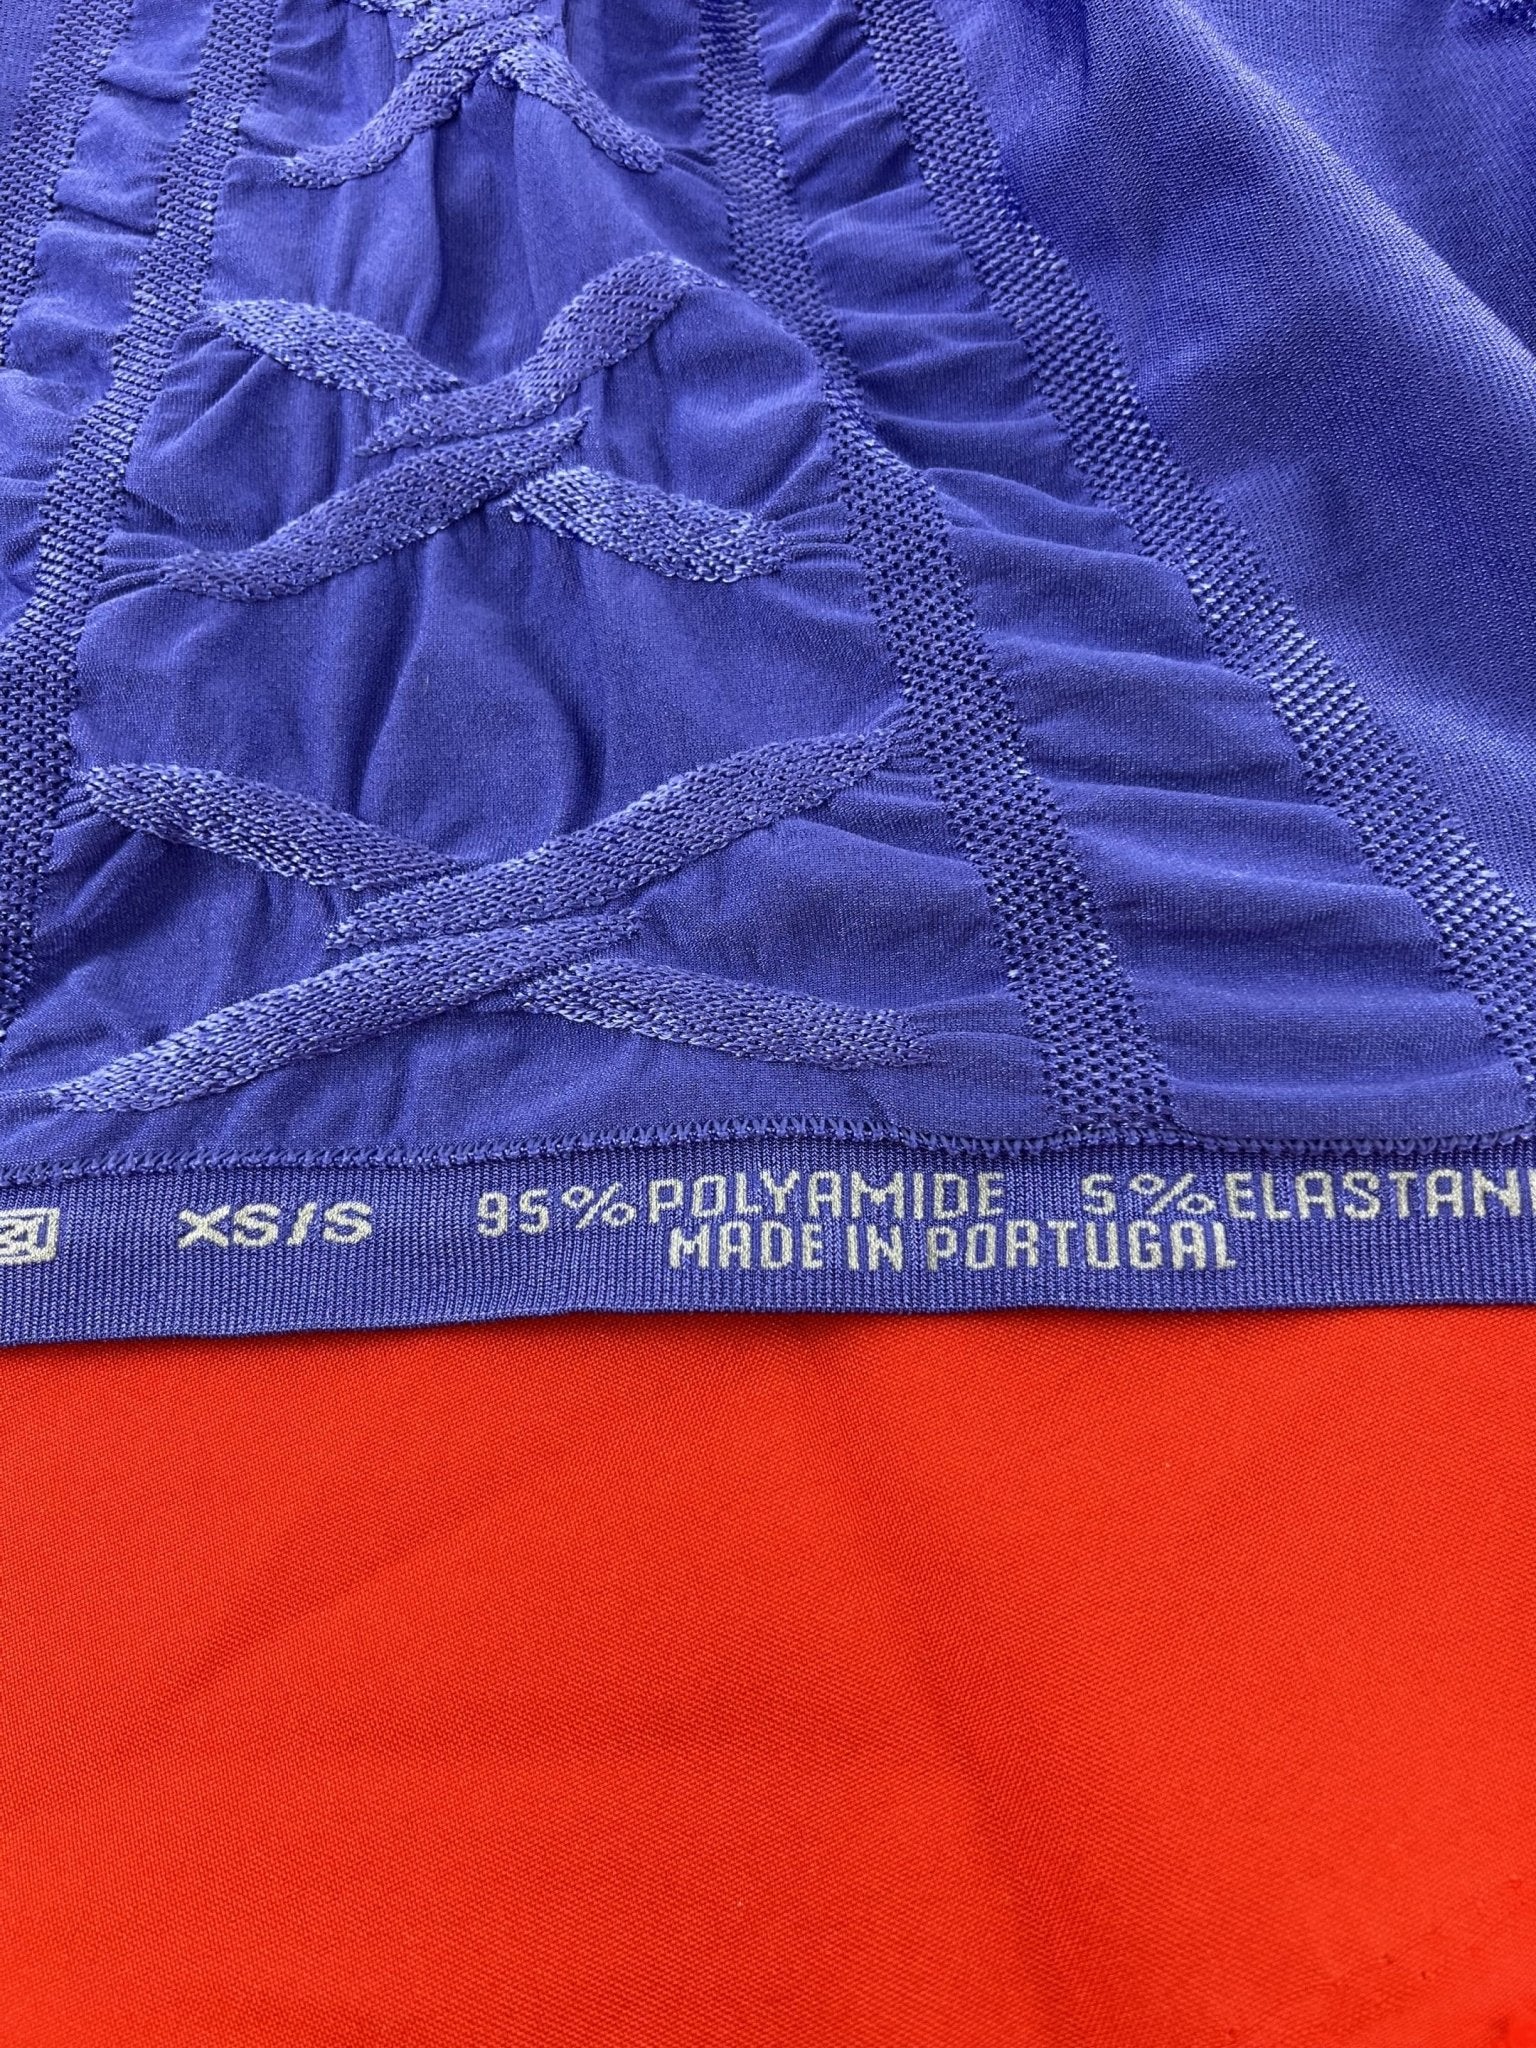 XS/S
95% POLYAMIDE 5% ELASTAN
MADE IN PORTUGAL